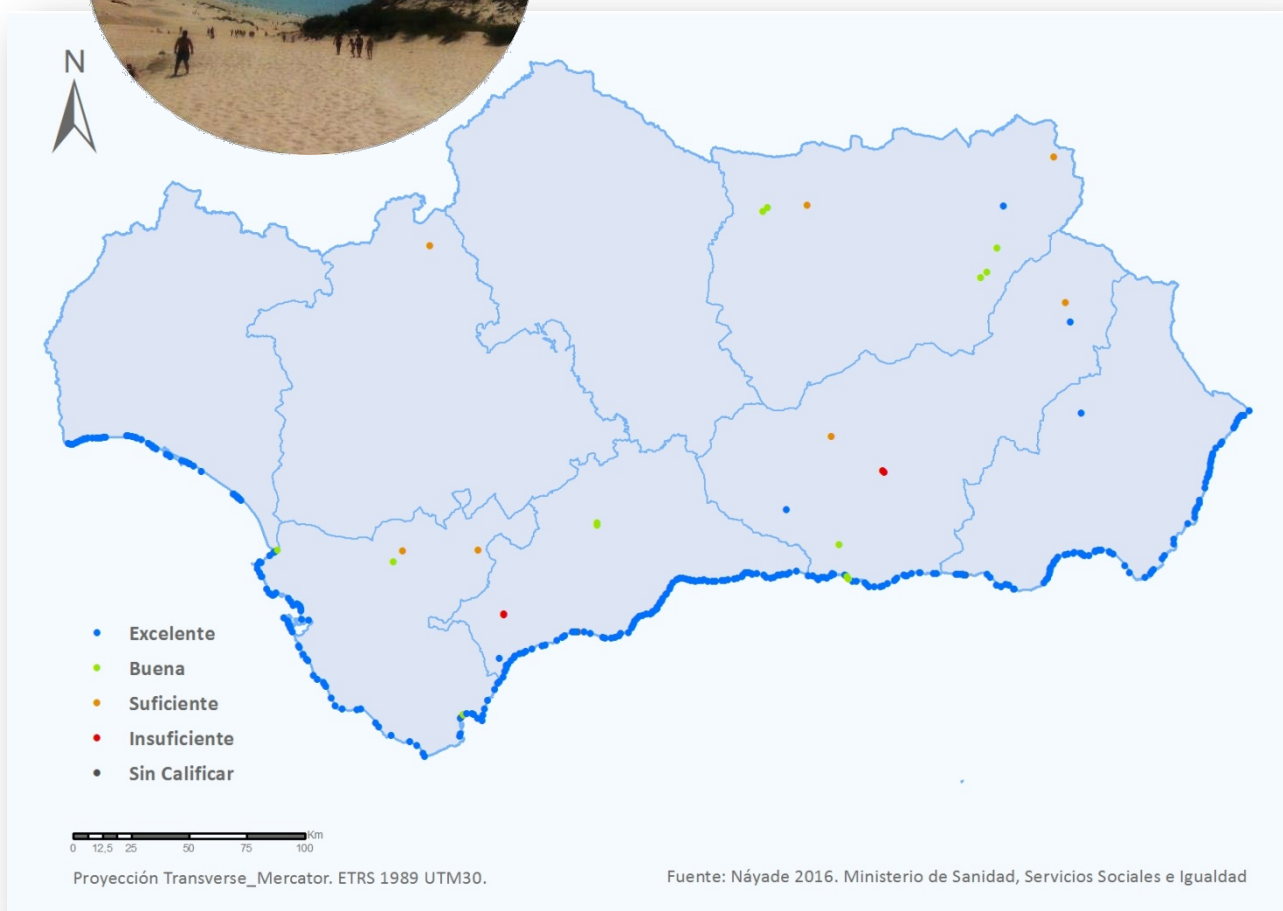 N
Excelente
Buena
Suficiente
Insuficiente
Sin Calificar
Km
0 12,5 25 50 75 100
Proyección Transverse_Mercator. ETRS 1989 UTM30.
Fuente: Náyade 2016. Ministerio de Sanidad, Servicios Sociales e Igualdad